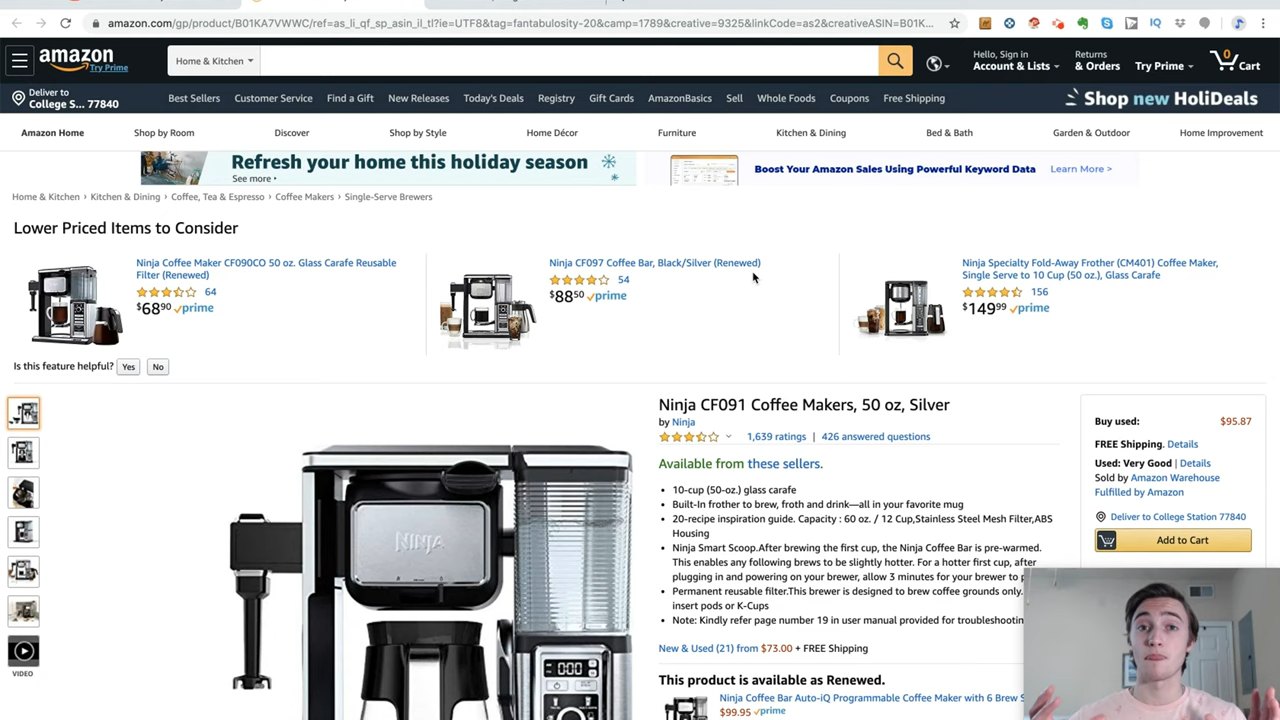 amazon.com/gp/product/B01KA7VWWC/ref=as_li_qf_sp_asin_il_tl?ie=UTF8&tag=fantabulosity-20&camp=1789&creative=9325&linkCode=as2&creativeASIN=B01K...
amazon
Try Prime
Home & Kitchen
Hello, Sign in
Account & Lists
Returns
& Orders
Try Prime
0
Cart
Deliver to
College S... 77840
Best Sellers Customer Service Find a Gift New Releases Today's Deals Registry Gift Cards AmazonBasics Sell Whole Foods Coupons Free Shipping
Shop new HoliDeals
Amazon Home Shop by Room Discover Shop by Style Home Décor Furniture Kitchen & Dining Bed & Bath Garden & Outdoor Home Improvement
Refresh your home this holiday season
See more
Boost Your Amazon Sales Using Powerful Keyword Data Learn More >
Home & Kitchen › Kitchen & Dining › Coffee, Tea & Espresso › Coffee Makers › Single-Serve Brewers
Lower Priced Items to Consider
Ninja Coffee Maker CF090CO 50 oz. Glass Carafe Reusable
Filter (Renewed)
64
$6890 prime
Ninja CF097 Coffee Bar, Black/Silver (Renewed)
54
$8850 prime
Ninja Specialty Fold-Away Frother (CM401) Coffee Maker,
Single Serve to 10 Cup (50 oz.), Glass Carafe
156
$14999 prime
Is this feature helpful? Yes No
VIDEO
NINJA
000
Ninja CF091 Coffee Makers, 50 oz, Silver
by Ninja
1,639 ratings | 426 answered questions
Available from these sellers.
10-cup (50-oz.) glass carafe
Built-In frother to brew, froth and drink—all in your favorite mug
20-recipe inspiration guide. Capacity : 60 oz. / 12 Cup,Stainless Steel Mesh Filter,ABS
Housing
Ninja Smart Scoop.After brewing the first cup, the Ninja Coffee Bar is pre-warmed.
This enables any following brews to be slightly hotter. For a hotter first cup, after
plugging in and powering on your brewer, allow 3 minutes for your brewer to
Permanent reusable filter.This brewer is designed to brew coffee grounds only.
insert pods or K-Cups
Note: Kindly refer page number 19 in user manual provided for
New & Used (21) from $73.00 + FREE Shipping
This product is available as Renewed.
Ninja Coffee Bar Auto-iQ Programmable Coffee Maker with 6 Brew
$99.95 prime
Buy used: $95.87
FREE Shipping. Details
Used: Very Good | Details
Sold by Amazon Warehouse
Fulfilled by Amazon
Deliver to College Station 77840
Add to Cart